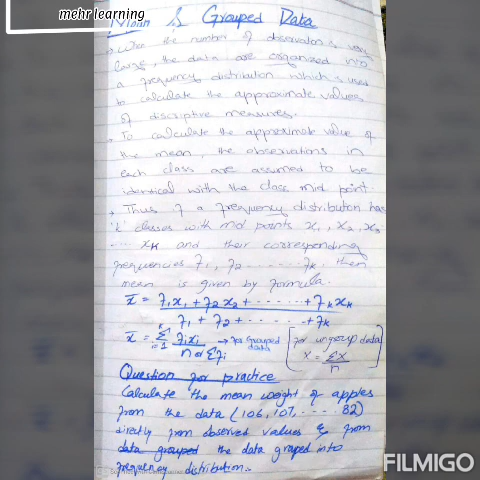 mehr learning
Mean of Grouped Data
When the number of observations is very
large, the data are organized into
a frequency distribution which is used
to calculate the approximate values
of discriptive measures.
To calculate the approximate value of
the mean, the observations in
each class are assumed to be
identical with the class mid point
Thus if a frequency distribution has
'k' classes with mid points x1, x2, x3
.... xk and their corresponding
frequencies f1, f2 ....... fk, then
mean is given by formula.
x̄ = f1x1 + f2x2 + ...... + fkxk
f1 + f2 + ....... + fk
x̄ = Σ(i=1 to k) fixi / n or Σfi → for Grouped data [for ungroup data x̄ = Σx / n]
Question for practice
Calculate the mean weight of apples
from the data (106, 107, .... 82)
directly from observed values & from
data grouped the data grouped into
frequency distribution.
FILMIGO